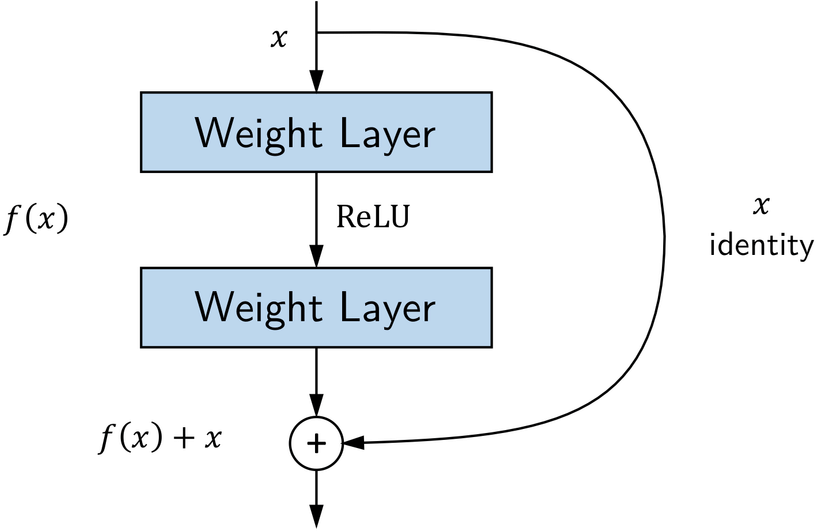 x
Weight Layer
f(x)
ReLU
x
identity
Weight Layer
f(x) + x
+